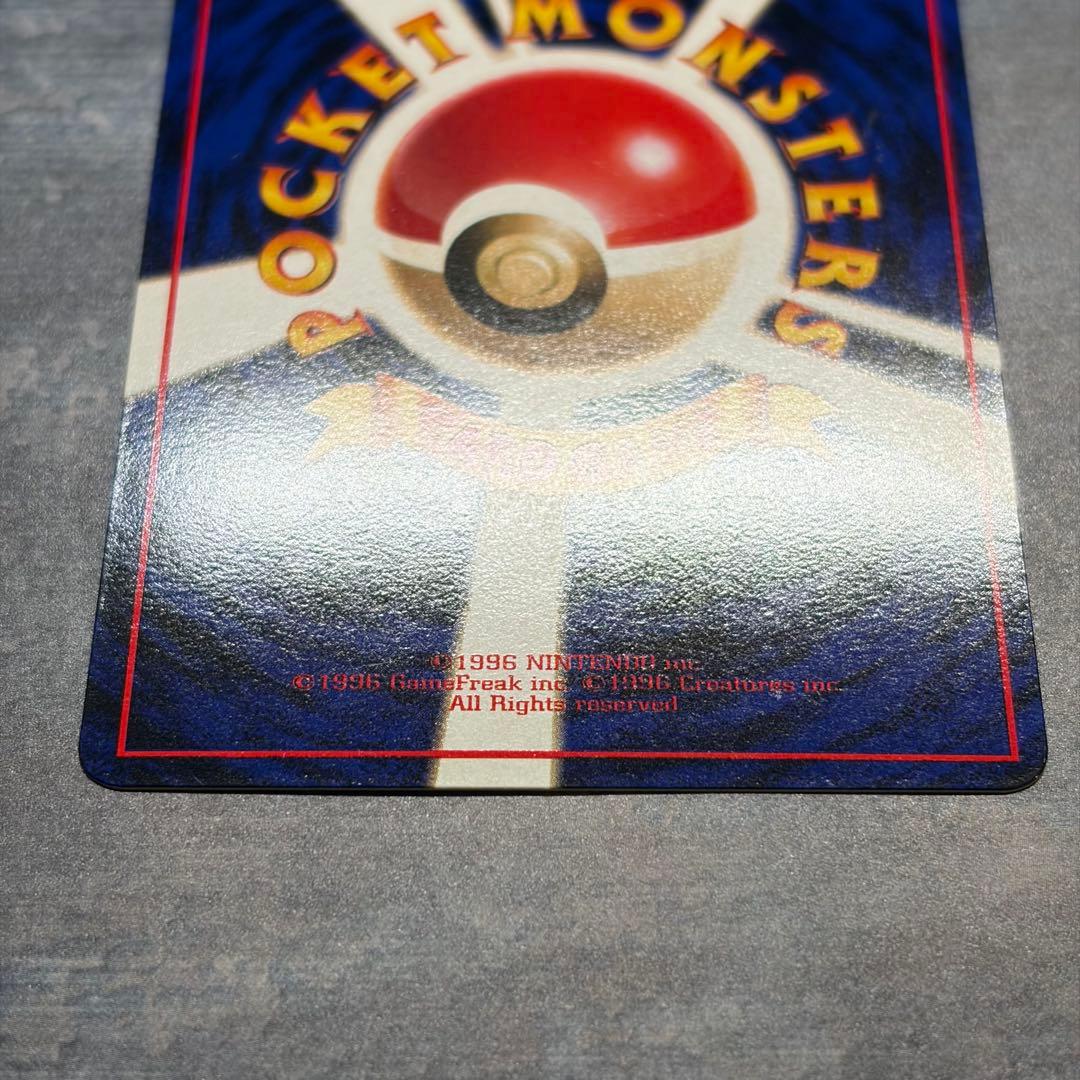 POCKET MONSTERS
©1996 NINTENDO inc.
©1996 GameFreak inc. ©1996 Creatures inc.
All Rights reserved